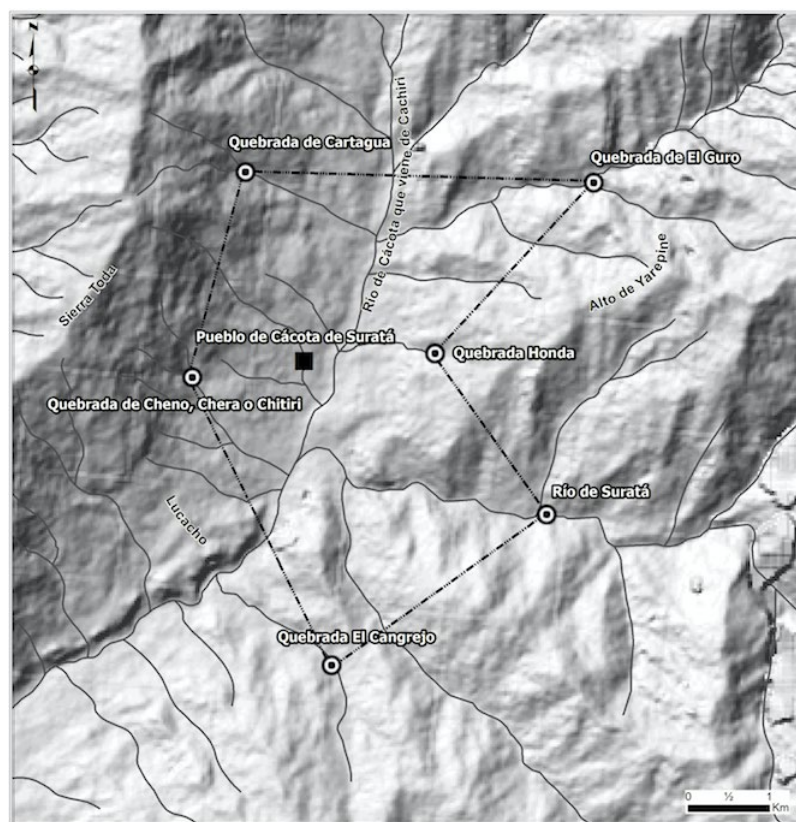 N
Quebrada de Cartagua
Quebrada de El Guro
Río de Cácota que viene de Cachiri
Alto de Yarepine
Sierra Toda
Pueblo de Cácota de Suratá
Quebrada Honda
Quebrada de Cheno, Chera o Chitiri
Río de Suratá
Lucacho
Quebrada El Cangrejo
0 ½ 1
Km